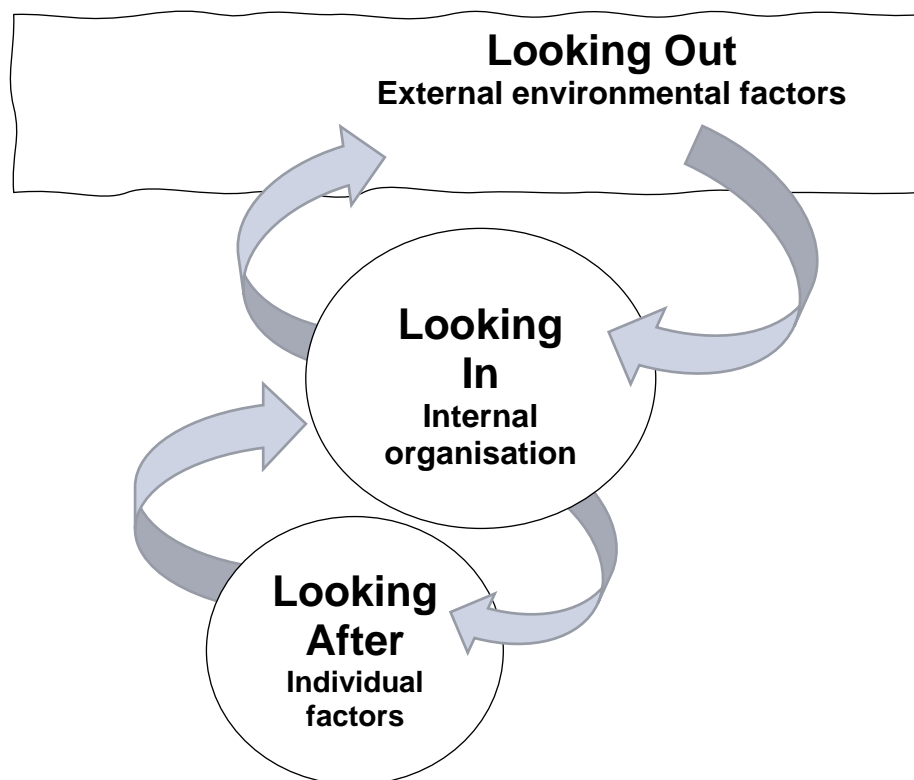 Looking Out
External environmental factors
Looking
In
Internal
organisation
Looking
After
Individual
factors